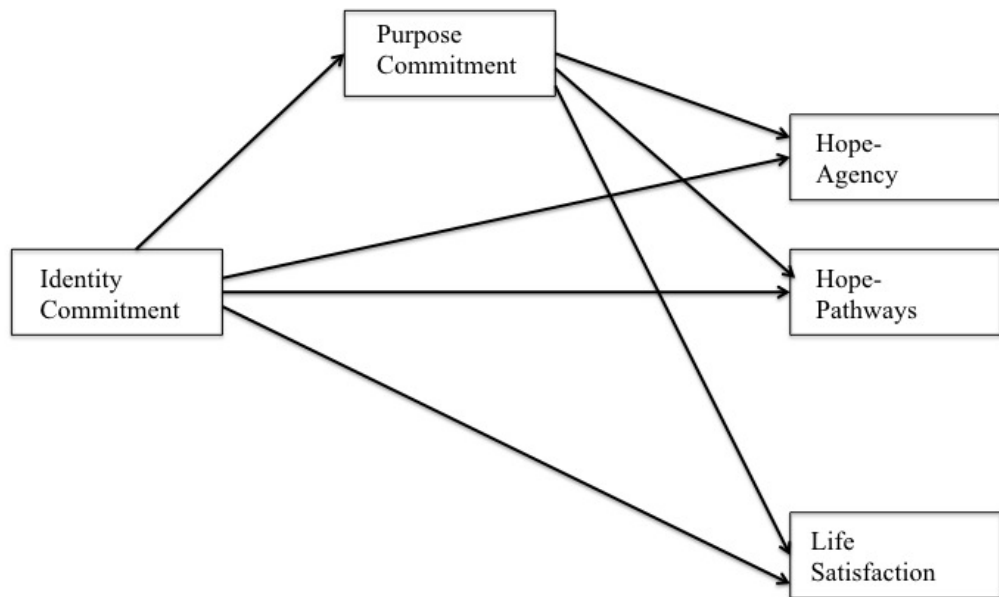 Purpose
Commitment
Hope-
Agency
Identity
Commitment
Hope-
Pathways
Life
Satisfaction